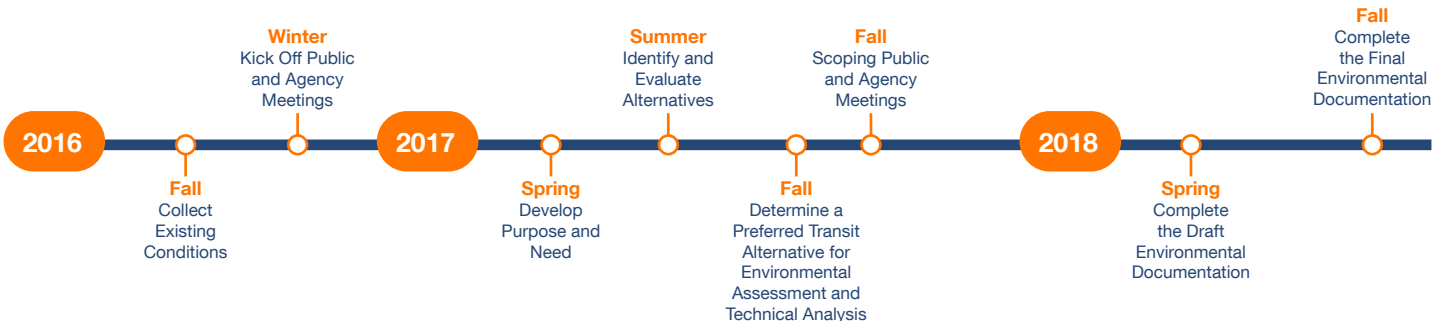 2016
Fall
Collect
Existing
Conditions
Winter
Kick Off Public
and Agency
Meetings
2017
Spring
Develop
Purpose and
Need
Summer
Identify and
Evaluate
Alternatives
Fall
Determine a
Preferred Transit
Alternative for
Environmental
Assessment and
Technical Analysis
Fall
Scoping Public
and Agency
Meetings
2018
Spring
Complete
the Draft
Environmental
Documentation
Fall
Complete
the Final
Environmental
Documentation